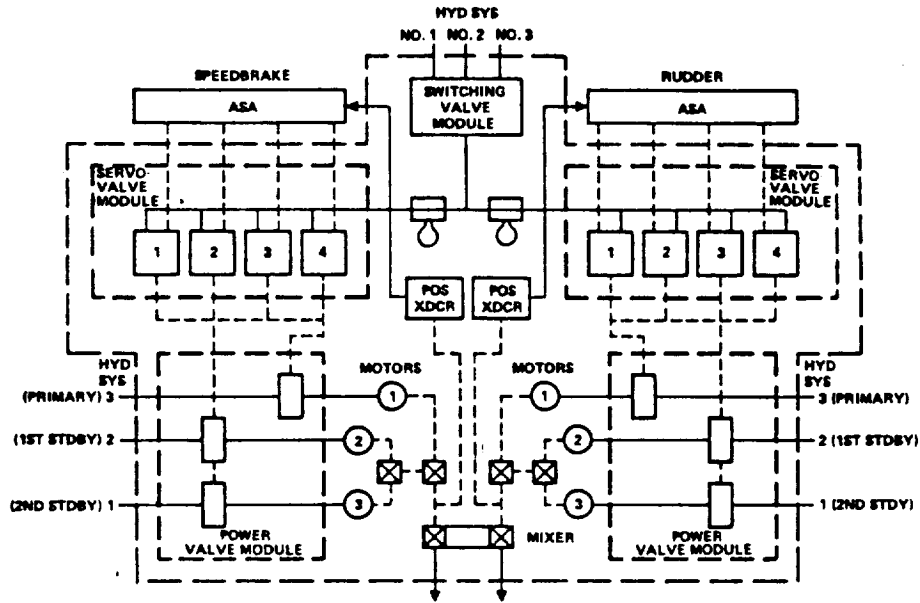 HYD SYS
NO. 1 NO. 2 NO. 3
SPEEDBRAKE
ASA
SWITCHING
VALVE
MODULE
RUDDER
ASA
SERVO-
VALVE
MODULE
1 2 3 4
SERVO
VALVE
MODULE
1 2 3 4
POS
XDCR
POS
XDCR
HYD
SYS
(PRIMARY) 3
(1ST STDBY) 2
(2ND STDBY) 1
POWER
VALVE MODULE
MOTORS
1
2
3
MOTORS
1
2
3
MIXER
POWER
VALVE MODULE
HYD
SYS
3 (PRIMARY)
2 (1ST STDBY)
1 (2ND STDY)